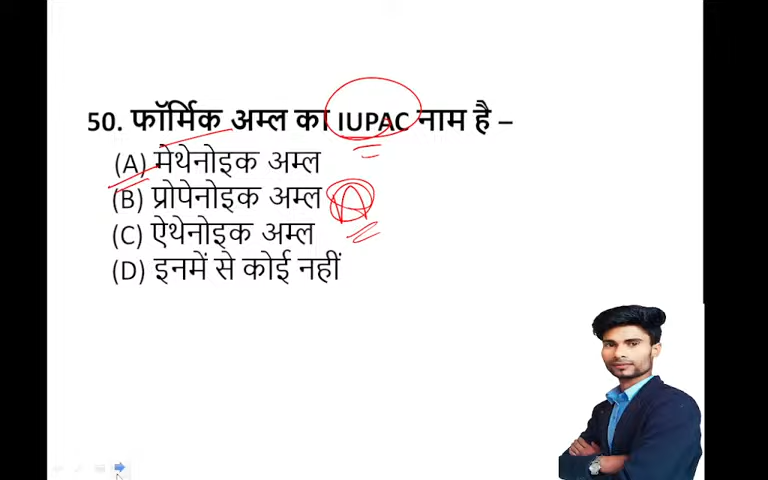 50. फॉर्मिक अम्ल का IUPAC नाम है –
(A) मेथेनोइक अम्ल
(B) प्रोपेनोइक अम्ल
A
(C) ऐथेनोइक अम्ल
(D) इनमें से कोई नहीं